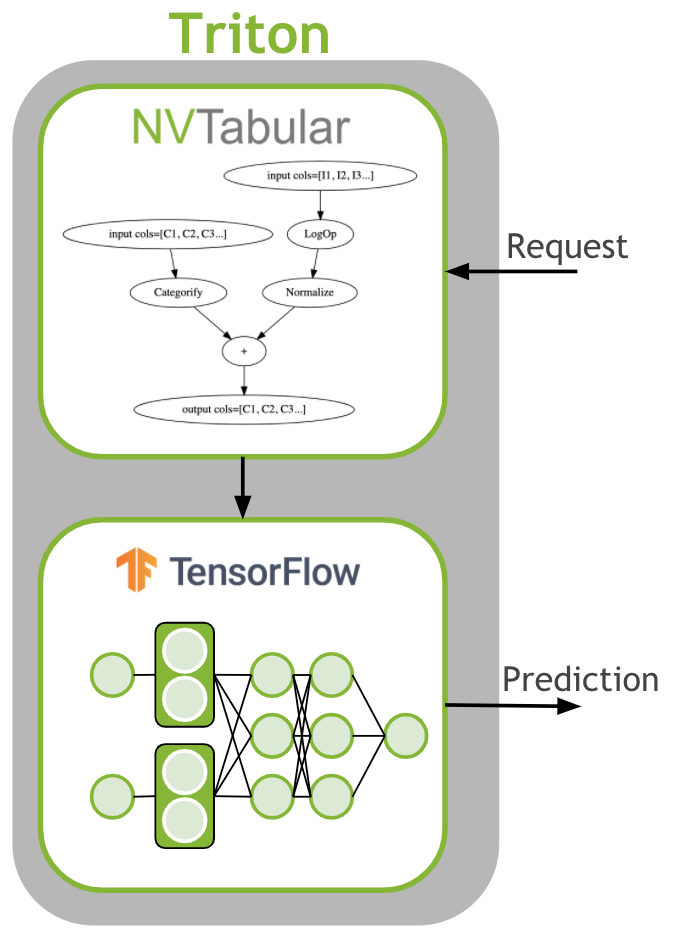 Triton
NVTabular
input cols=[I1, I2, I3...]
input cols=[C1, C2, C3...]
LogOp
Request
Categorify
Normalize
+
output cols=[C1, C2, C3...]
TensorFlow
Prediction